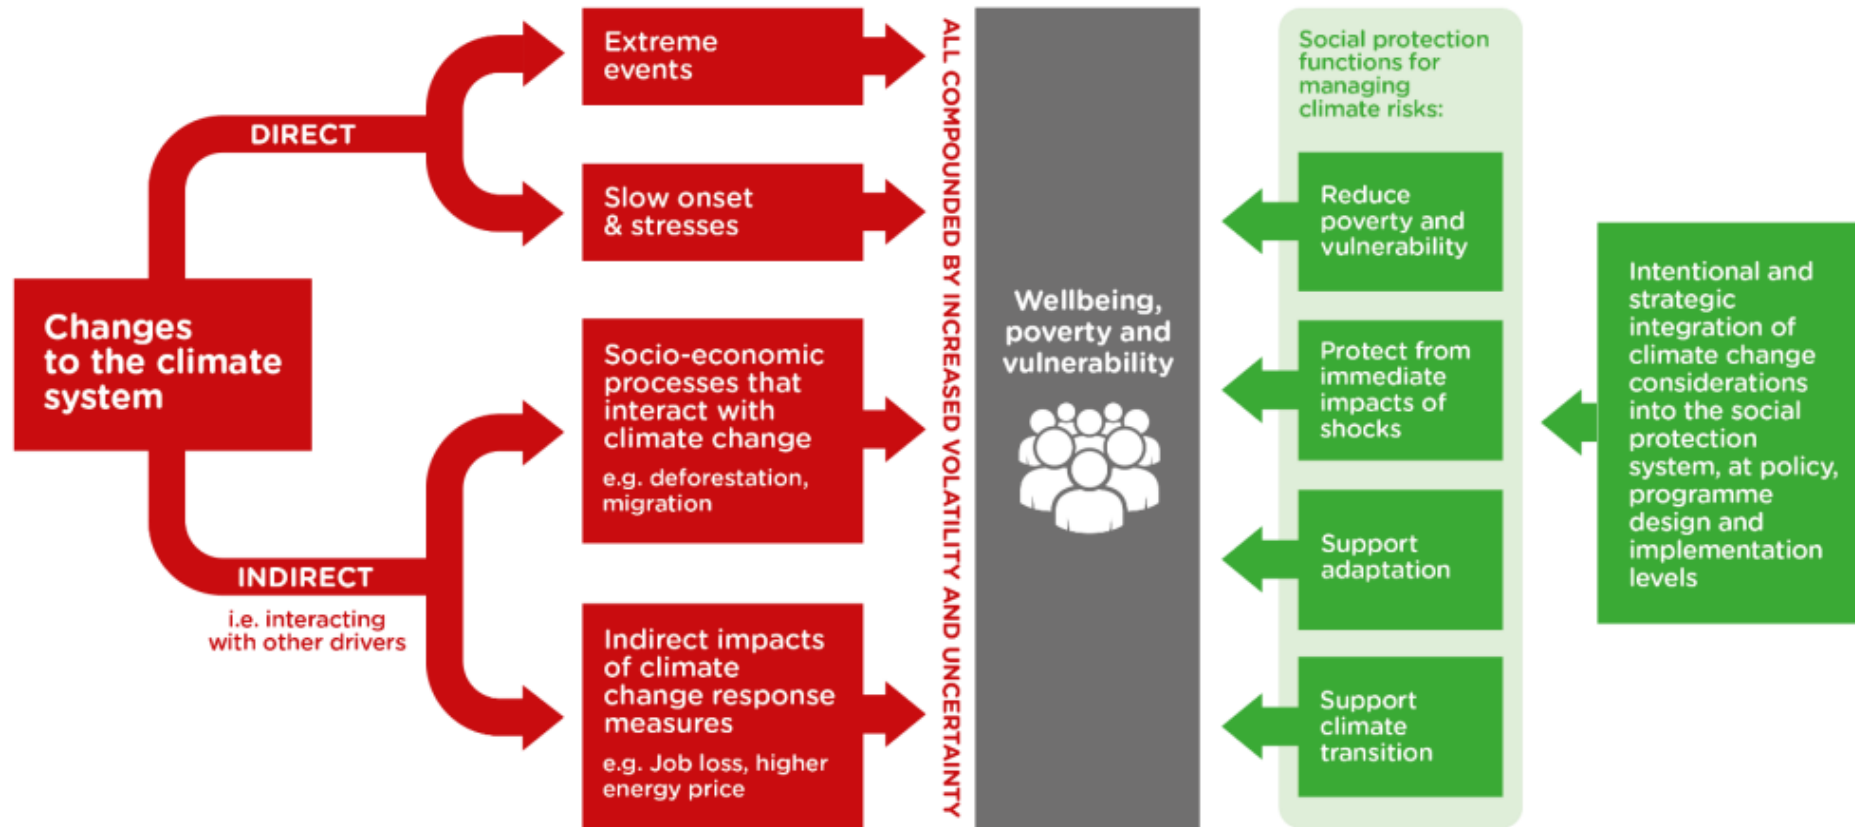 Changes
to the climate
system
DIRECT
INDIRECT
i.e. interacting
with other drivers
Extreme
events
Slow onset
& stresses
Socio-economic
processes that
interact with
climate change
e.g. deforestation,
migration
Indirect impacts
of climate
change response
measures
e.g. Job loss, higher
energy price
ALL COMPOUNDED BY INCREASED VOLATILITY AND UNCERTAINTY
Wellbeing,
poverty and
vulnerability
Social protection
functions for
managing
climate risks:
Reduce
poverty and
vulnerability
Protect from
immediate
impacts of
shocks
Support
adaptation
Support
climate
transition
Intentional and
strategic
integration of
climate change
considerations
into the social
protection
system, at policy,
programme
design and
implementation
levels